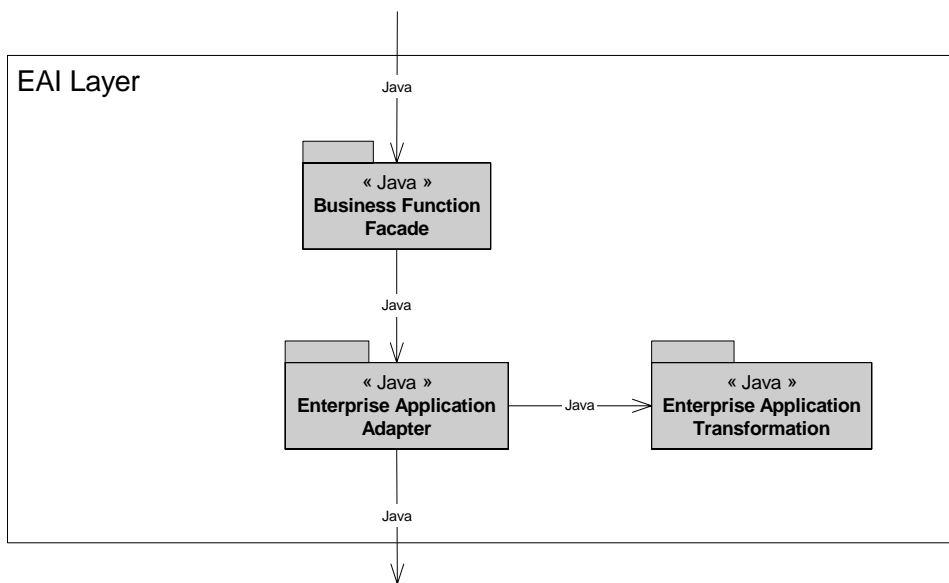 EAI Layer
Java
« Java »
Business Function
Facade
Java
« Java »
Enterprise Application
Adapter
Java
« Java »
Enterprise Application
Transformation
Java